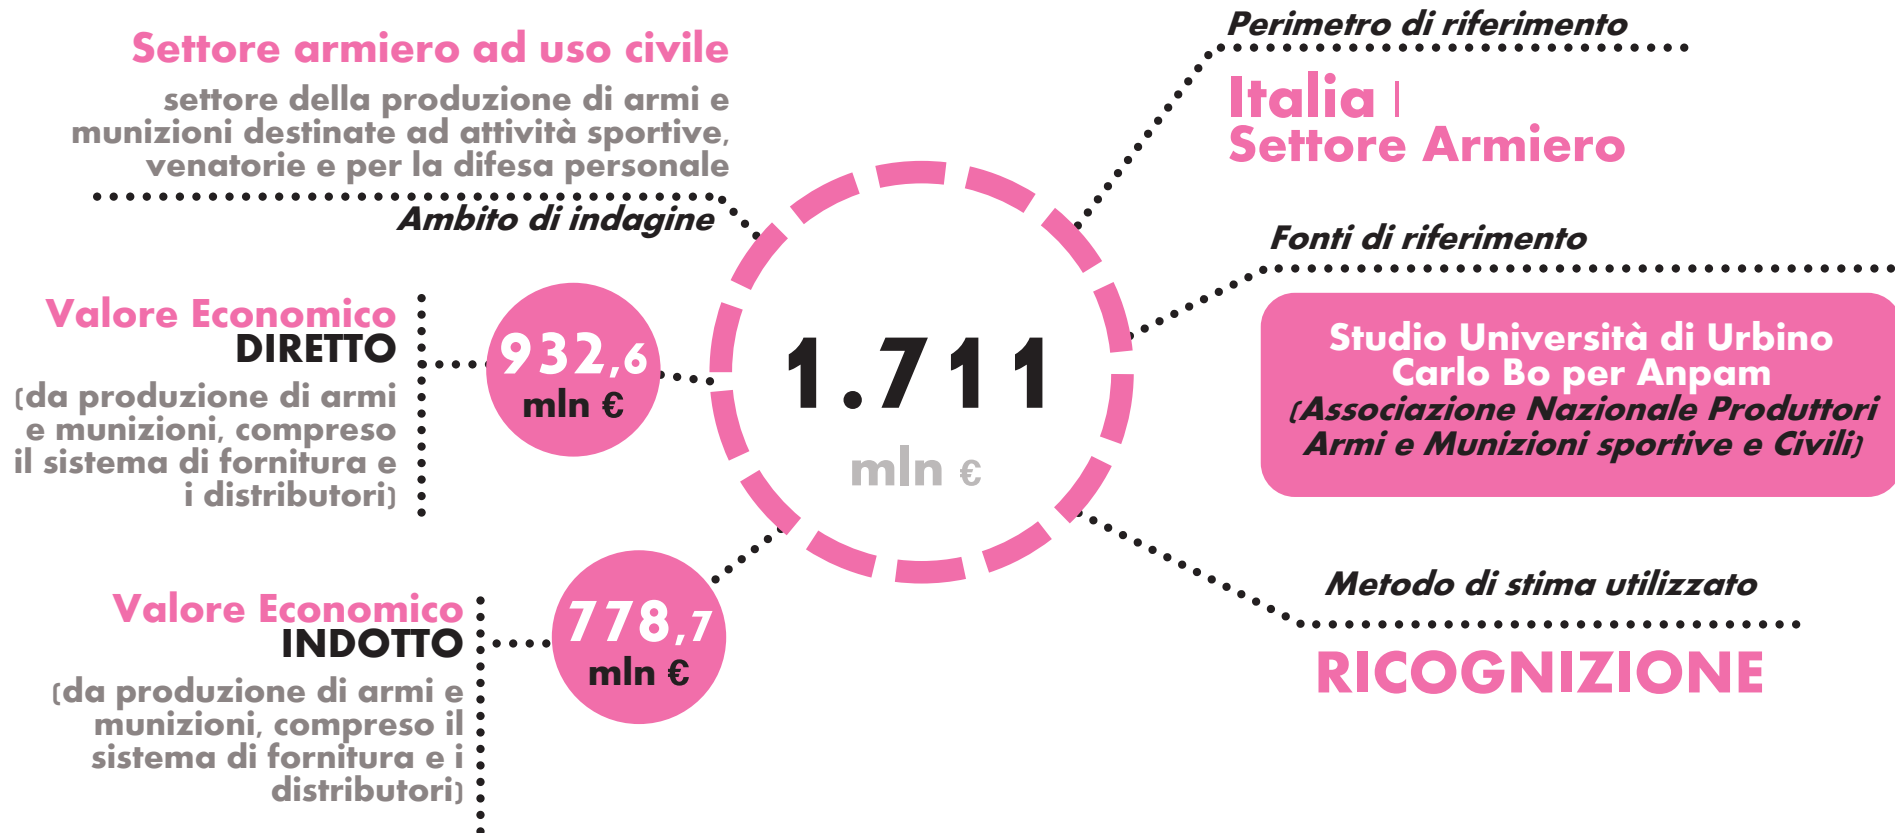 Settore armiero ad uso civile
settore della produzione di armi e
munizioni destinate ad attività sportive,
venatorie e per la difesa personale
Ambito di indagine
Valore Economico
DIRETTO
(da produzione di armi
e munizioni, compreso
il sistema di fornitura e
i distributori)
932,6
mln €
Valore Economico
INDOTTO
(da produzione di armi e
munizioni, compreso il
sistema di fornitura e i
distributori)
778,7
mln €
1.711
mln €
Perimetro di riferimento
Italia |
Settore Armiero
Fonti di riferimento
Studio Università di Urbino
Carlo Bo per Anpam
(Associazione Nazionale Produttori
Armi e Munizioni sportive e Civili)
Metodo di stima utilizzato
RICOGNIZIONE